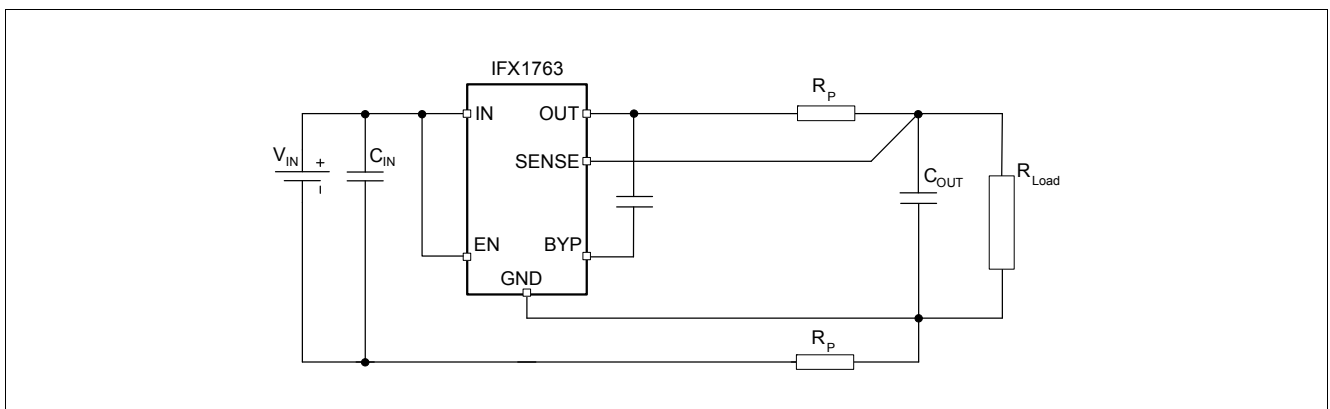 IFX1763
IN
OUT
R_P
V_IN
+
-
C_IN
SENSE
C_OUT
R_Load
EN
BYP
GND
R_P